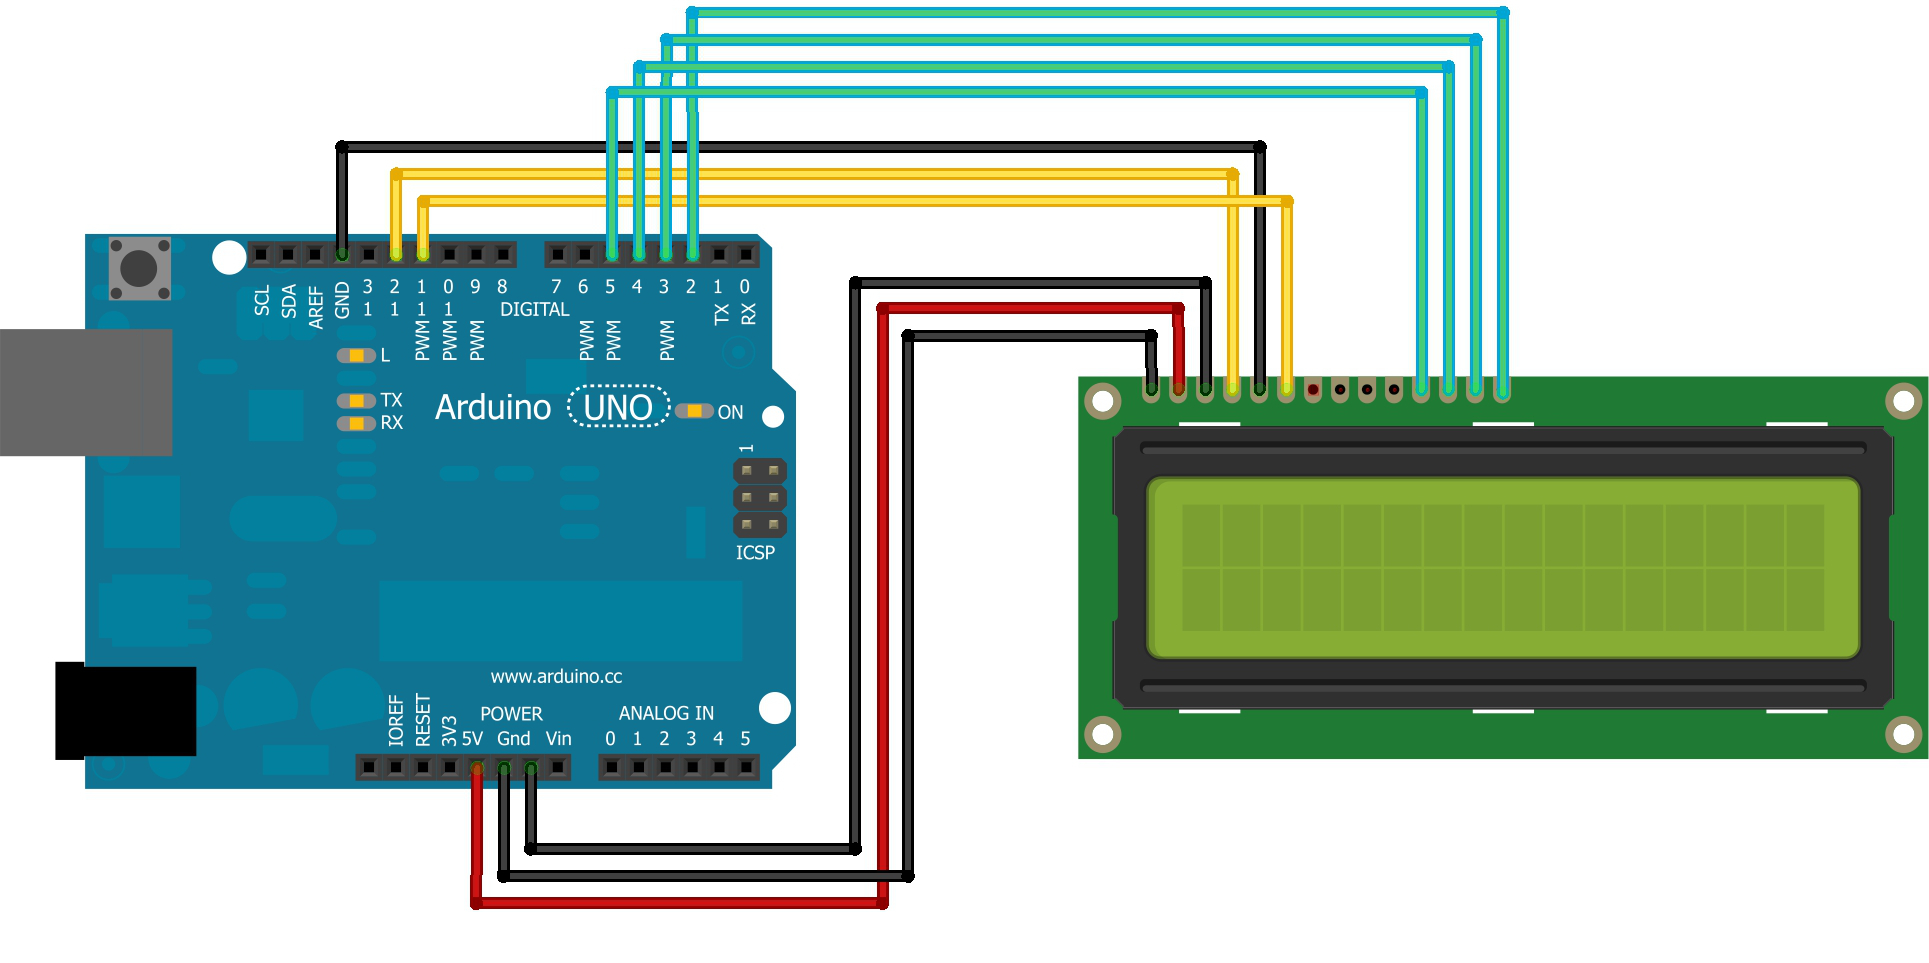 SCL
SDA
AREF
GND
13
12
11
10
9
8
7
6
5
4
3
2
1
0
DIGITAL
TX
RX
PWM
PWM
PWM
PWM
PWM
PWM
L
TX
RX
Arduino UNO
ON
1
ICSP
www.arduino.cc
IOREF
RESET
3V3
POWER
5V Gnd Vin
ANALOG IN
0 1 2 3 4 5